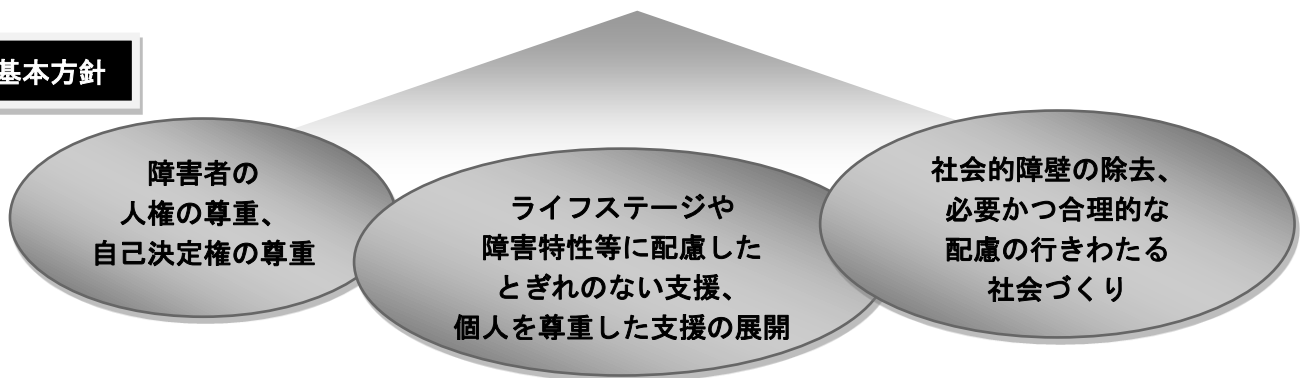 基本方針
障害者の
人権の尊重、
自己決定権の尊重
ライフステージや
障害特性等に配慮した
とぎれのない支援、
個人を尊重した支援の展開
社会的障壁の除去、
必要かつ合理的な
配慮の行きわたる
社会づくり